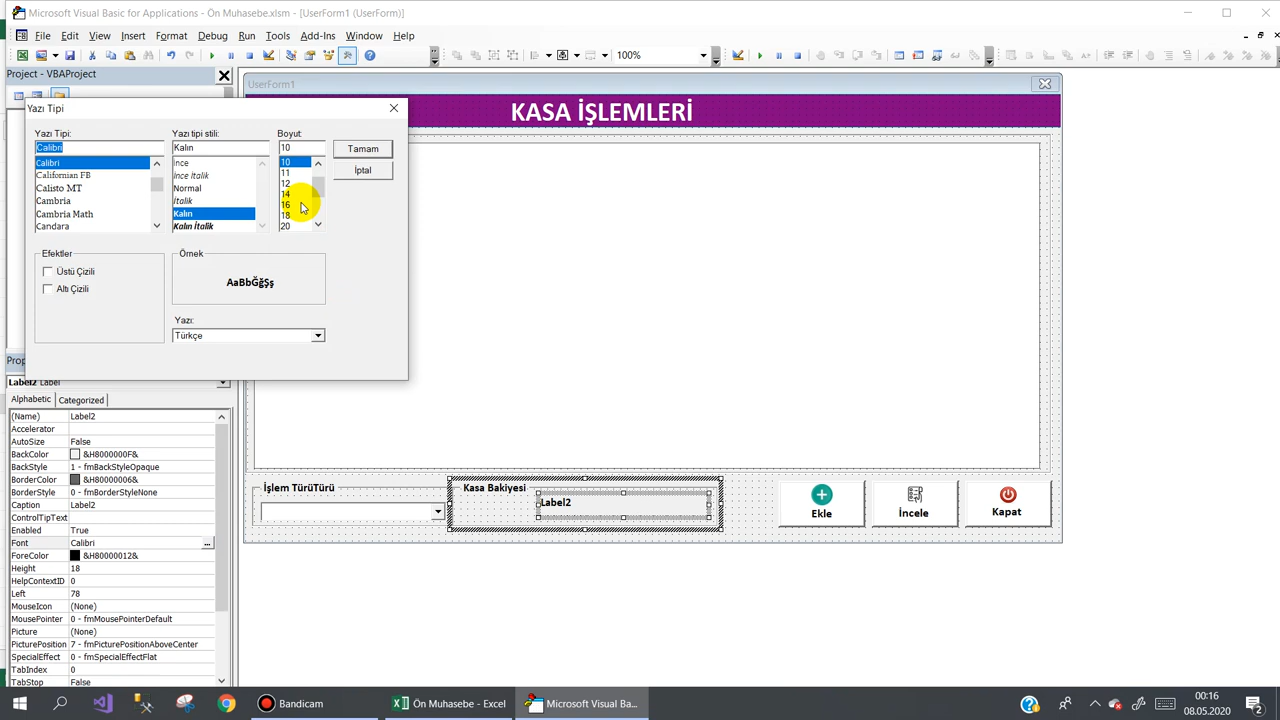 Microsoft Visual Basic for Applications - Ön Muhasebe.xlsm - [UserForm1 (UserForm)]
File Edit View Insert Format Debug Run Tools Add-Ins Window Help
100%
Project - VBAProject
UserForm1
KASA İŞLEMLERİ
Yazı Tipi
Yazı Tipi:
Calibri
Calibri
Californian FB
Calisto MT
Cambria
Cambria Math
Candara
Yazı tipi stili:
Kalın
İnce
İnce İtalik
Normal
İtalik
Kalın
Kalın İtalik
Boyut
10
10
11
12
14
16
18
20
Tamam
İptal
Efektler
Üstü Çizili
Altı Çizili
Örnek
AaBbĞğŞş
Yazı:
Türkçe
Label2 Label
Alphabetic Categorized
(Name) Label2
Accelerator
AutoSize False
BackColor &H8000000F&
BackStyle 1 - fmBackStyleOpaque
BorderColor &H80000006&
BorderStyle 0 - fmBorderStyleNone
Caption Label2
ControlTipText
Enabled True
Font Calibri ...
ForeColor &H80000012&
Height 18
HelpContextID 0
Left 78
MouseIcon (None)
MousePointer 0 - fmMousePointerDefault
Picture (None)
PicturePosition 7 - fmPicturePositionAboveCenter
SpecialEffect 0 - fmSpecialEffectFlat
TabIndex 0
TabStop False
İşlem TürüTürü
Kasa Bakiyesi
Label2
Ekle
İncele
Kapat
Bandicam
Ön Muhasebe - Excel
Microsoft Visual Ba...
00:16
08.05.2020
2